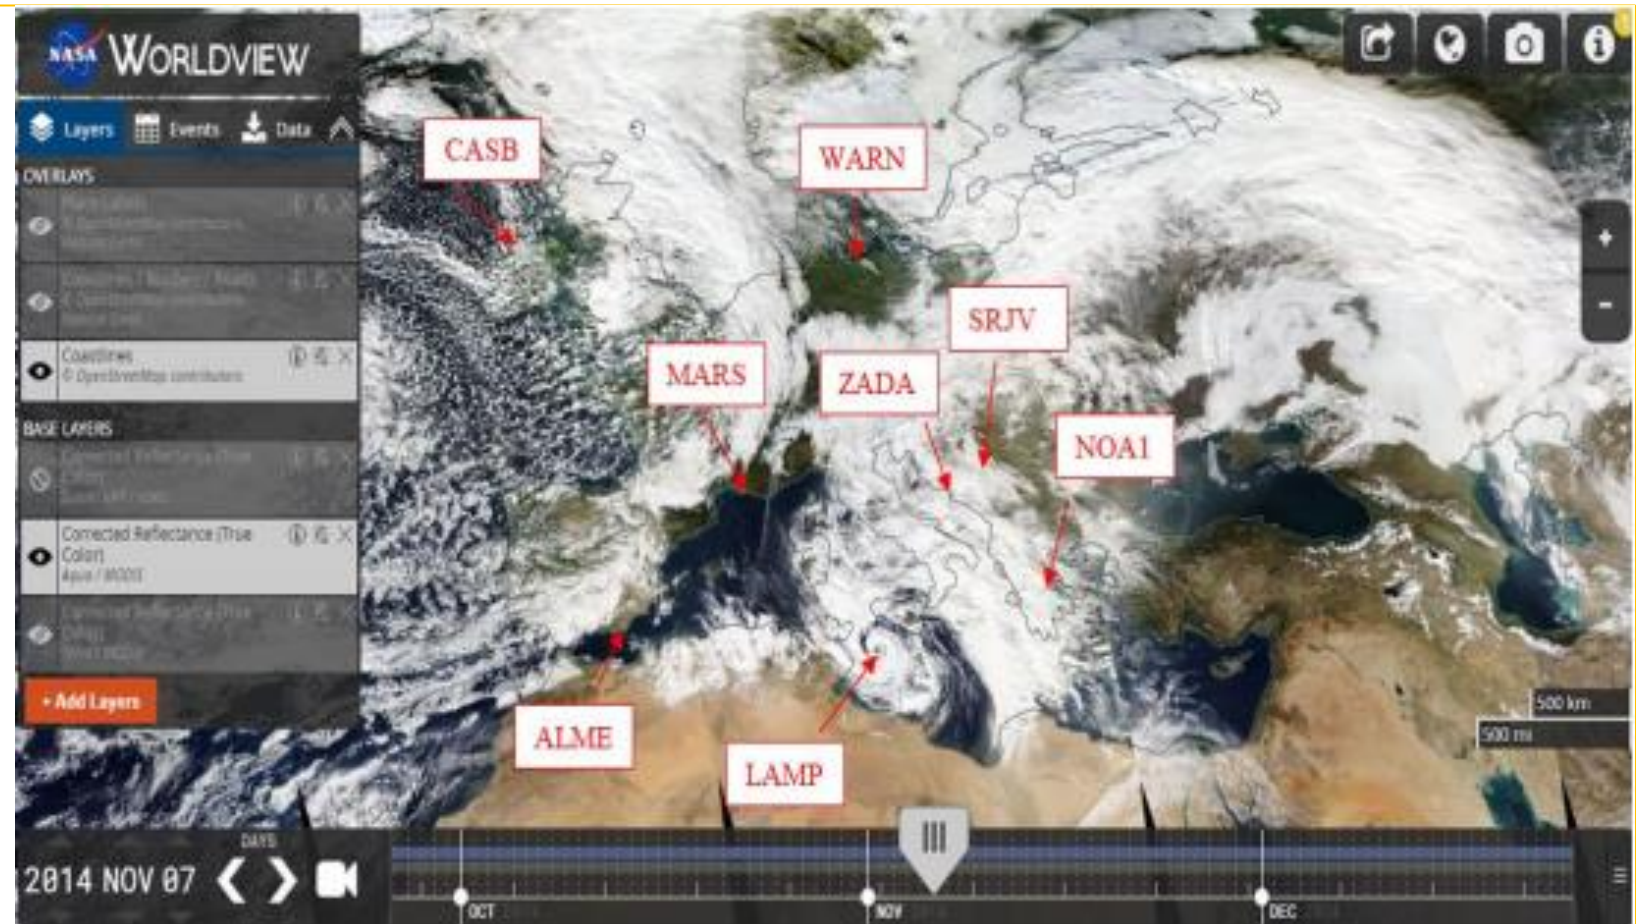 NASA WORLDVIEW
Layers Events Data
OVERLAYS
Coastlines
© OpenStreetMap contributors
BASE LAYERS
Corrected Reflectance (True
Color)
Aqua / MODIS
+ Add Layers
CASB
WARN
SRJV
MARS
ZADA
NOA1
ALME
LAMP
500 km
500 mi
DAYS
2014 NOV 07
OCT
NOV
DEC